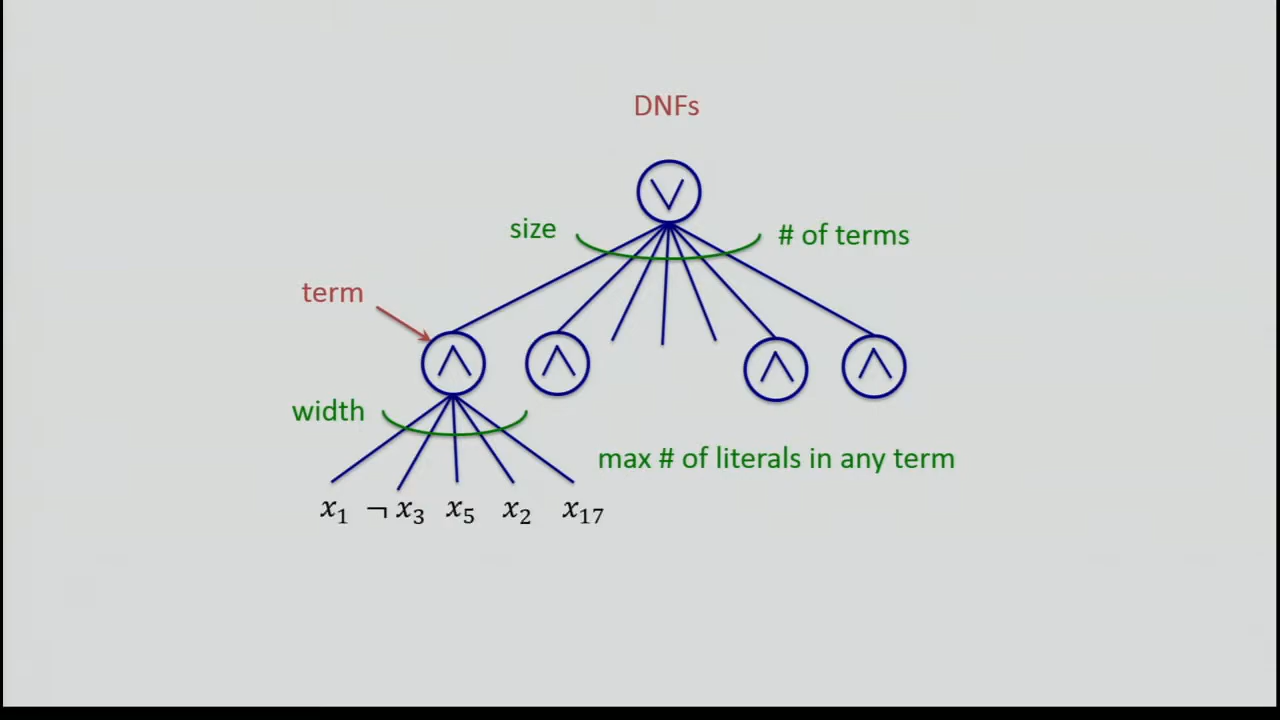 DNFs
∨
size
# of terms
term
∧ ∧ ∧ ∧
width
max # of literals in any term
x₁ ¬ x₃ x₅ x₂ x₁₇